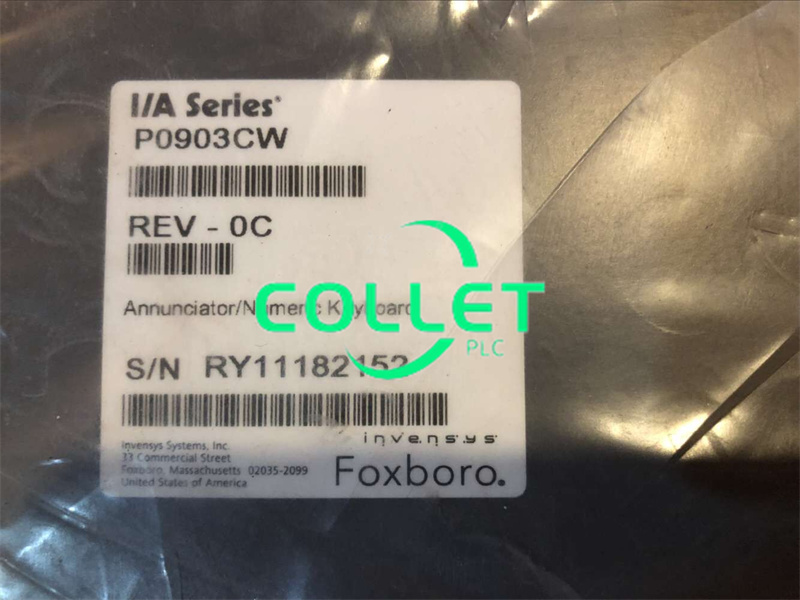 I/A Series®
P0903CW
REV - 0C
Annunciator/Numeric Keyboard
COLLET
PLC
S/N RY11182152
invensys
Invensys Systems, Inc.
33 Commercial Street
Foxboro, Massachusetts 02035-2099
United States of America
Foxboro.